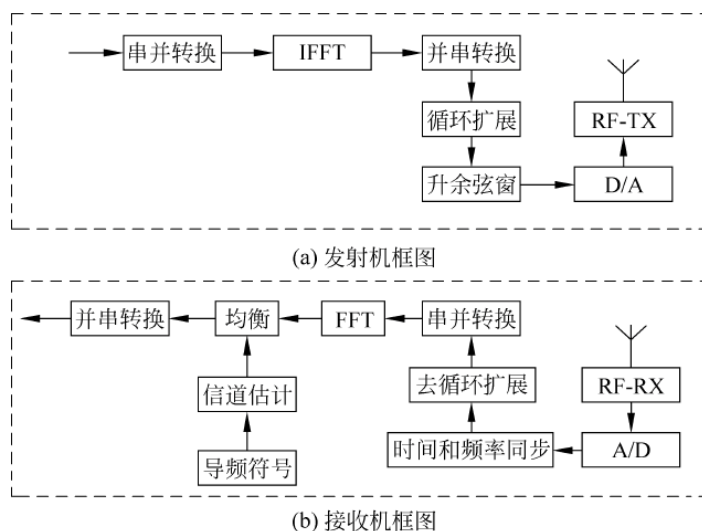 串并转换
IFFT
并串转换
循环扩展
RF-TX
升余弦窗
D/A
(a) 发射机框图
并串转换
均衡
FFT
串并转换
信道估计
去循环扩展
RF-RX
导频符号
时间和频率同步
A/D
(b) 接收机框图